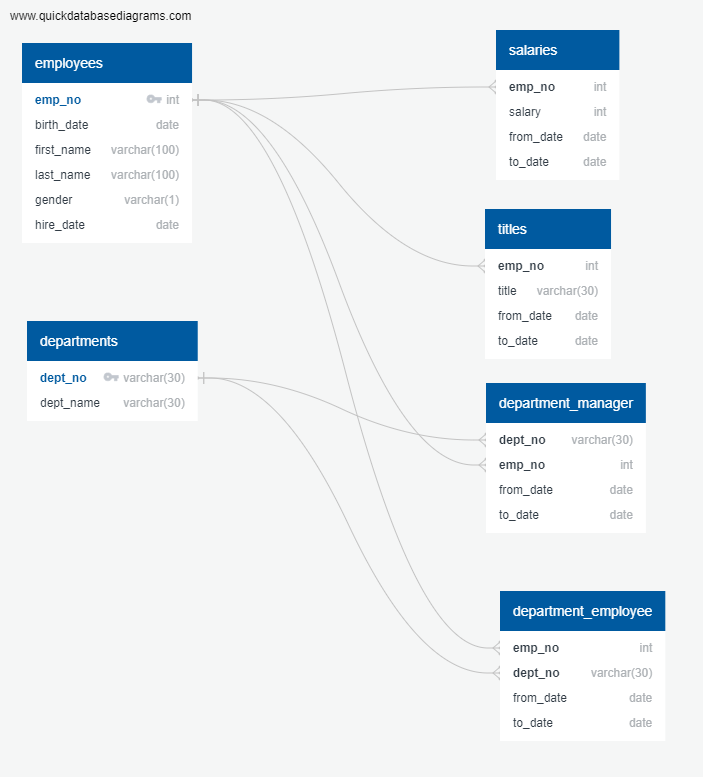 www.quickdatabasediagrams.com
employees
emp_no int
birth_date date
first_name varchar(100)
last_name varchar(100)
gender varchar(1)
hire_date date
departments
dept_no varchar(30)
dept_name varchar(30)
salaries
emp_no int
salary int
from_date date
to_date date
titles
emp_no int
title varchar(30)
from_date date
to_date date
department_manager
dept_no varchar(30)
emp_no int
from_date date
to_date date
department_employee
emp_no int
dept_no varchar(30)
from_date date
to_date date